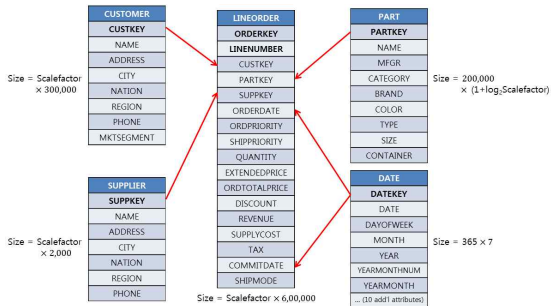 CUSTOMER
CUSTKEY
NAME
ADDRESS
CITY
NATION
REGION
PHONE
MKTSEGMENT
Size = Scalefactor
× 300,000
SUPPLIER
SUPPKEY
NAME
ADDRESS
CITY
NATION
REGION
PHONE
Size = Scalefactor
× 2,000
LINEORDER
ORDERKEY
LINENUMBER
CUSTKEY
PARTKEY
SUPPKEY
ORDERDATE
ORDPRIORITY
SHIPPRIORITY
QUANTITY
EXTENDEDPRICE
ORDTOTALPRICE
DISCOUNT
REVENUE
SUPPLYCOST
TAX
COMMITDATE
SHIPMODE
Size = Scalefactor × 6,00,000
PART
PARTKEY
NAME
MFGR
CATEGORY
BRAND
COLOR
TYPE
SIZE
CONTAINER
Size = 200,000
× (1+log₂Scalefactor)
DATE
DATEKEY
DATE
DAYOFWEEK
MONTH
YEAR
YEARMONTHNUM
YEARMONTH
... (10 add'l attributes)
Size = 365 × 7